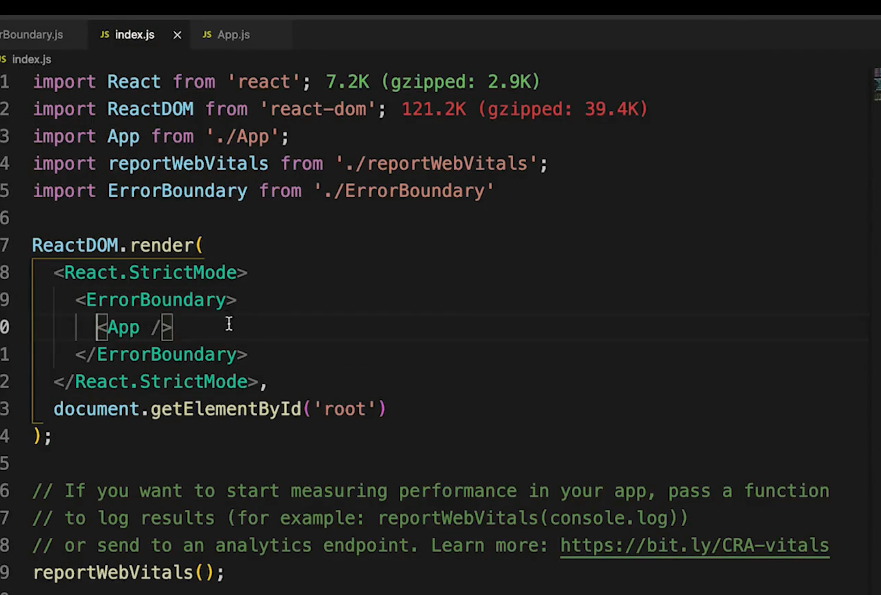 rBoundary.js JS index.js × JS App.js
JS index.js
1 import React from 'react'; 7.2K (gzipped: 2.9K)
2 import ReactDOM from 'react-dom'; 121.2K (gzipped: 39.4K)
3 import App from './App';
4 import reportWebVitals from './reportWebVitals';
5 import ErrorBoundary from './ErrorBoundary'
6
7 ReactDOM.render(
8 <React.StrictMode>
9 <ErrorBoundary>
0 <App />
1 </ErrorBoundary>
2 </React.StrictMode>,
3 document.getElementById('root')
4 );
5
6 // If you want to start measuring performance in your app, pass a function
7 // to log results (for example: reportWebVitals(console.log))
8 // or send to an analytics endpoint. Learn more: https://bit.ly/CRA-vitals
9 reportWebVitals();